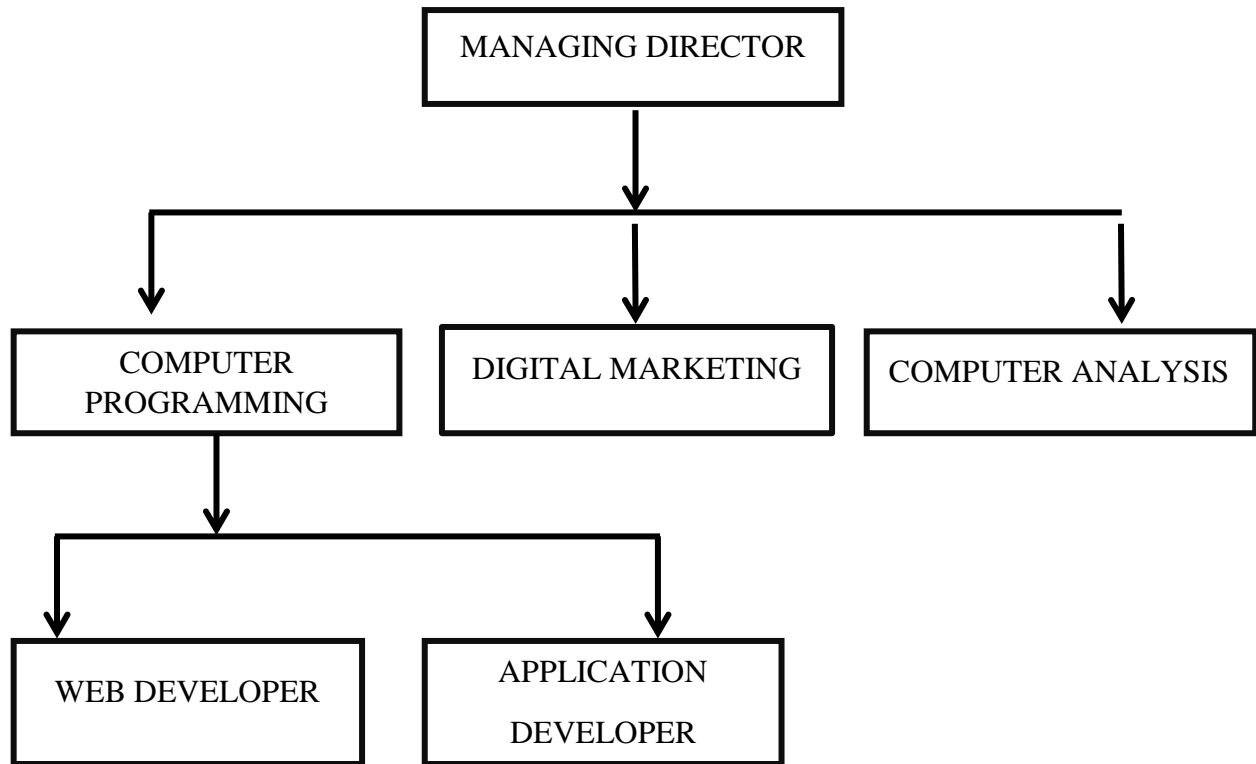 MANAGING DIRECTOR
COMPUTER
PROGRAMMING
DIGITAL MARKETING
COMPUTER ANALYSIS
WEB DEVELOPER
APPLICATION
DEVELOPER